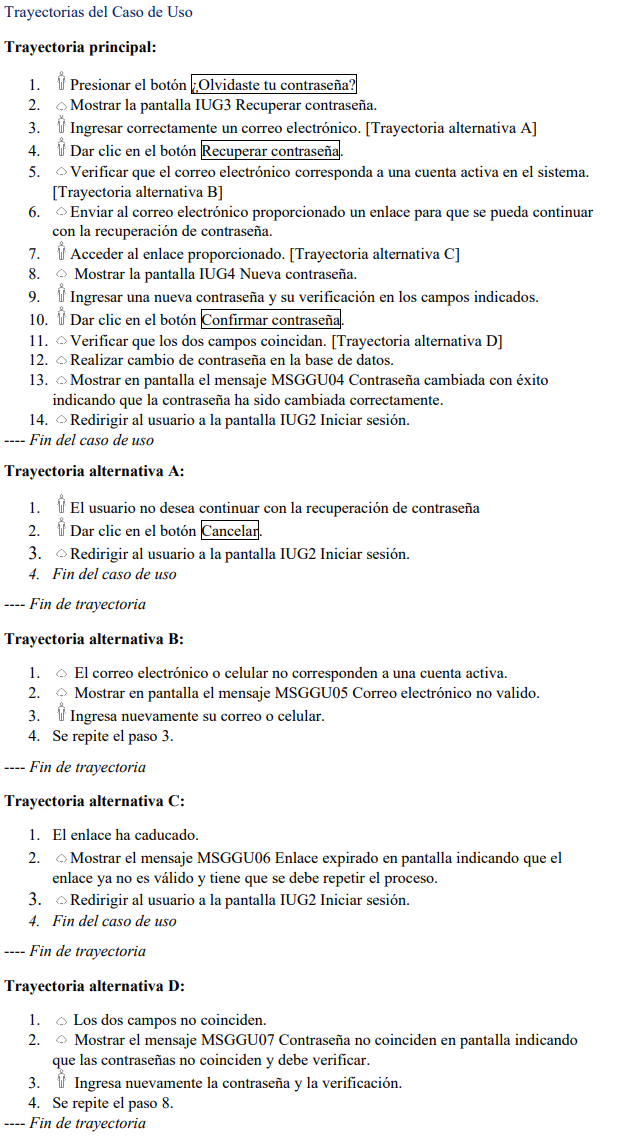 Trayectorias del Caso de Uso
Trayectoria principal:
1. Presionar el botón ¿Olvidaste tu contraseña?
2. Mostrar la pantalla IUG3 Recuperar contraseña.
3. Ingresar correctamente un correo electrónico. [Trayectoria alternativa A]
4. Dar clic en el botón Recuperar contraseña.
5. Verificar que el correo electrónico corresponda a una cuenta activa en el sistema.
[Trayectoria alternativa B]
6. Enviar al correo electrónico proporcionado un enlace para que se pueda continuar
con la recuperación de contraseña.
7. Acceder al enlace proporcionado. [Trayectoria alternativa C]
8. Mostrar la pantalla IUG4 Nueva contraseña.
9. Ingresar una nueva contraseña y su verificación en los campos indicados.
10. Dar clic en el botón Confirmar contraseña.
11. Verificar que los dos campos coincidan. [Trayectoria alternativa D]
12. Realizar cambio de contraseña en la base de datos.
13. Mostrar en pantalla el mensaje MSGGU04 Contraseña cambiada con éxito
indicando que la contraseña ha sido cambiada correctamente.
14. Redirigir al usuario a la pantalla IUG2 Iniciar sesión.
---- Fin del caso de uso
Trayectoria alternativa A:
1. El usuario no desea continuar con la recuperación de contraseña
2. Dar clic en el botón Cancelar.
3. Redirigir al usuario a la pantalla IUG2 Iniciar sesión.
4. Fin del caso de uso
---- Fin de trayectoria
Trayectoria alternativa B:
1. El correo electrónico o celular no corresponden a una cuenta activa.
2. Mostrar en pantalla el mensaje MSGGU05 Correo electrónico no valido.
3. Ingresa nuevamente su correo o celular.
4. Se repite el paso 3.
---- Fin de trayectoria
Trayectoria alternativa C:
1. El enlace ha caducado.
2. Mostrar el mensaje MSGGU06 Enlace expirado en pantalla indicando que el
enlace ya no es válido y tiene que se debe repetir el proceso.
3. Redirigir al usuario a la pantalla IUG2 Iniciar sesión.
4. Fin del caso de uso
---- Fin de trayectoria
Trayectoria alternativa D:
1. Los dos campos no coinciden.
2. Mostrar el mensaje MSGGU07 Contraseña no coinciden en pantalla indicando
que las contraseñas no coinciden y debe verificar.
3. Ingresa nuevamente la contraseña y la verificación.
4. Se repite el paso 8.
---- Fin de trayectoria